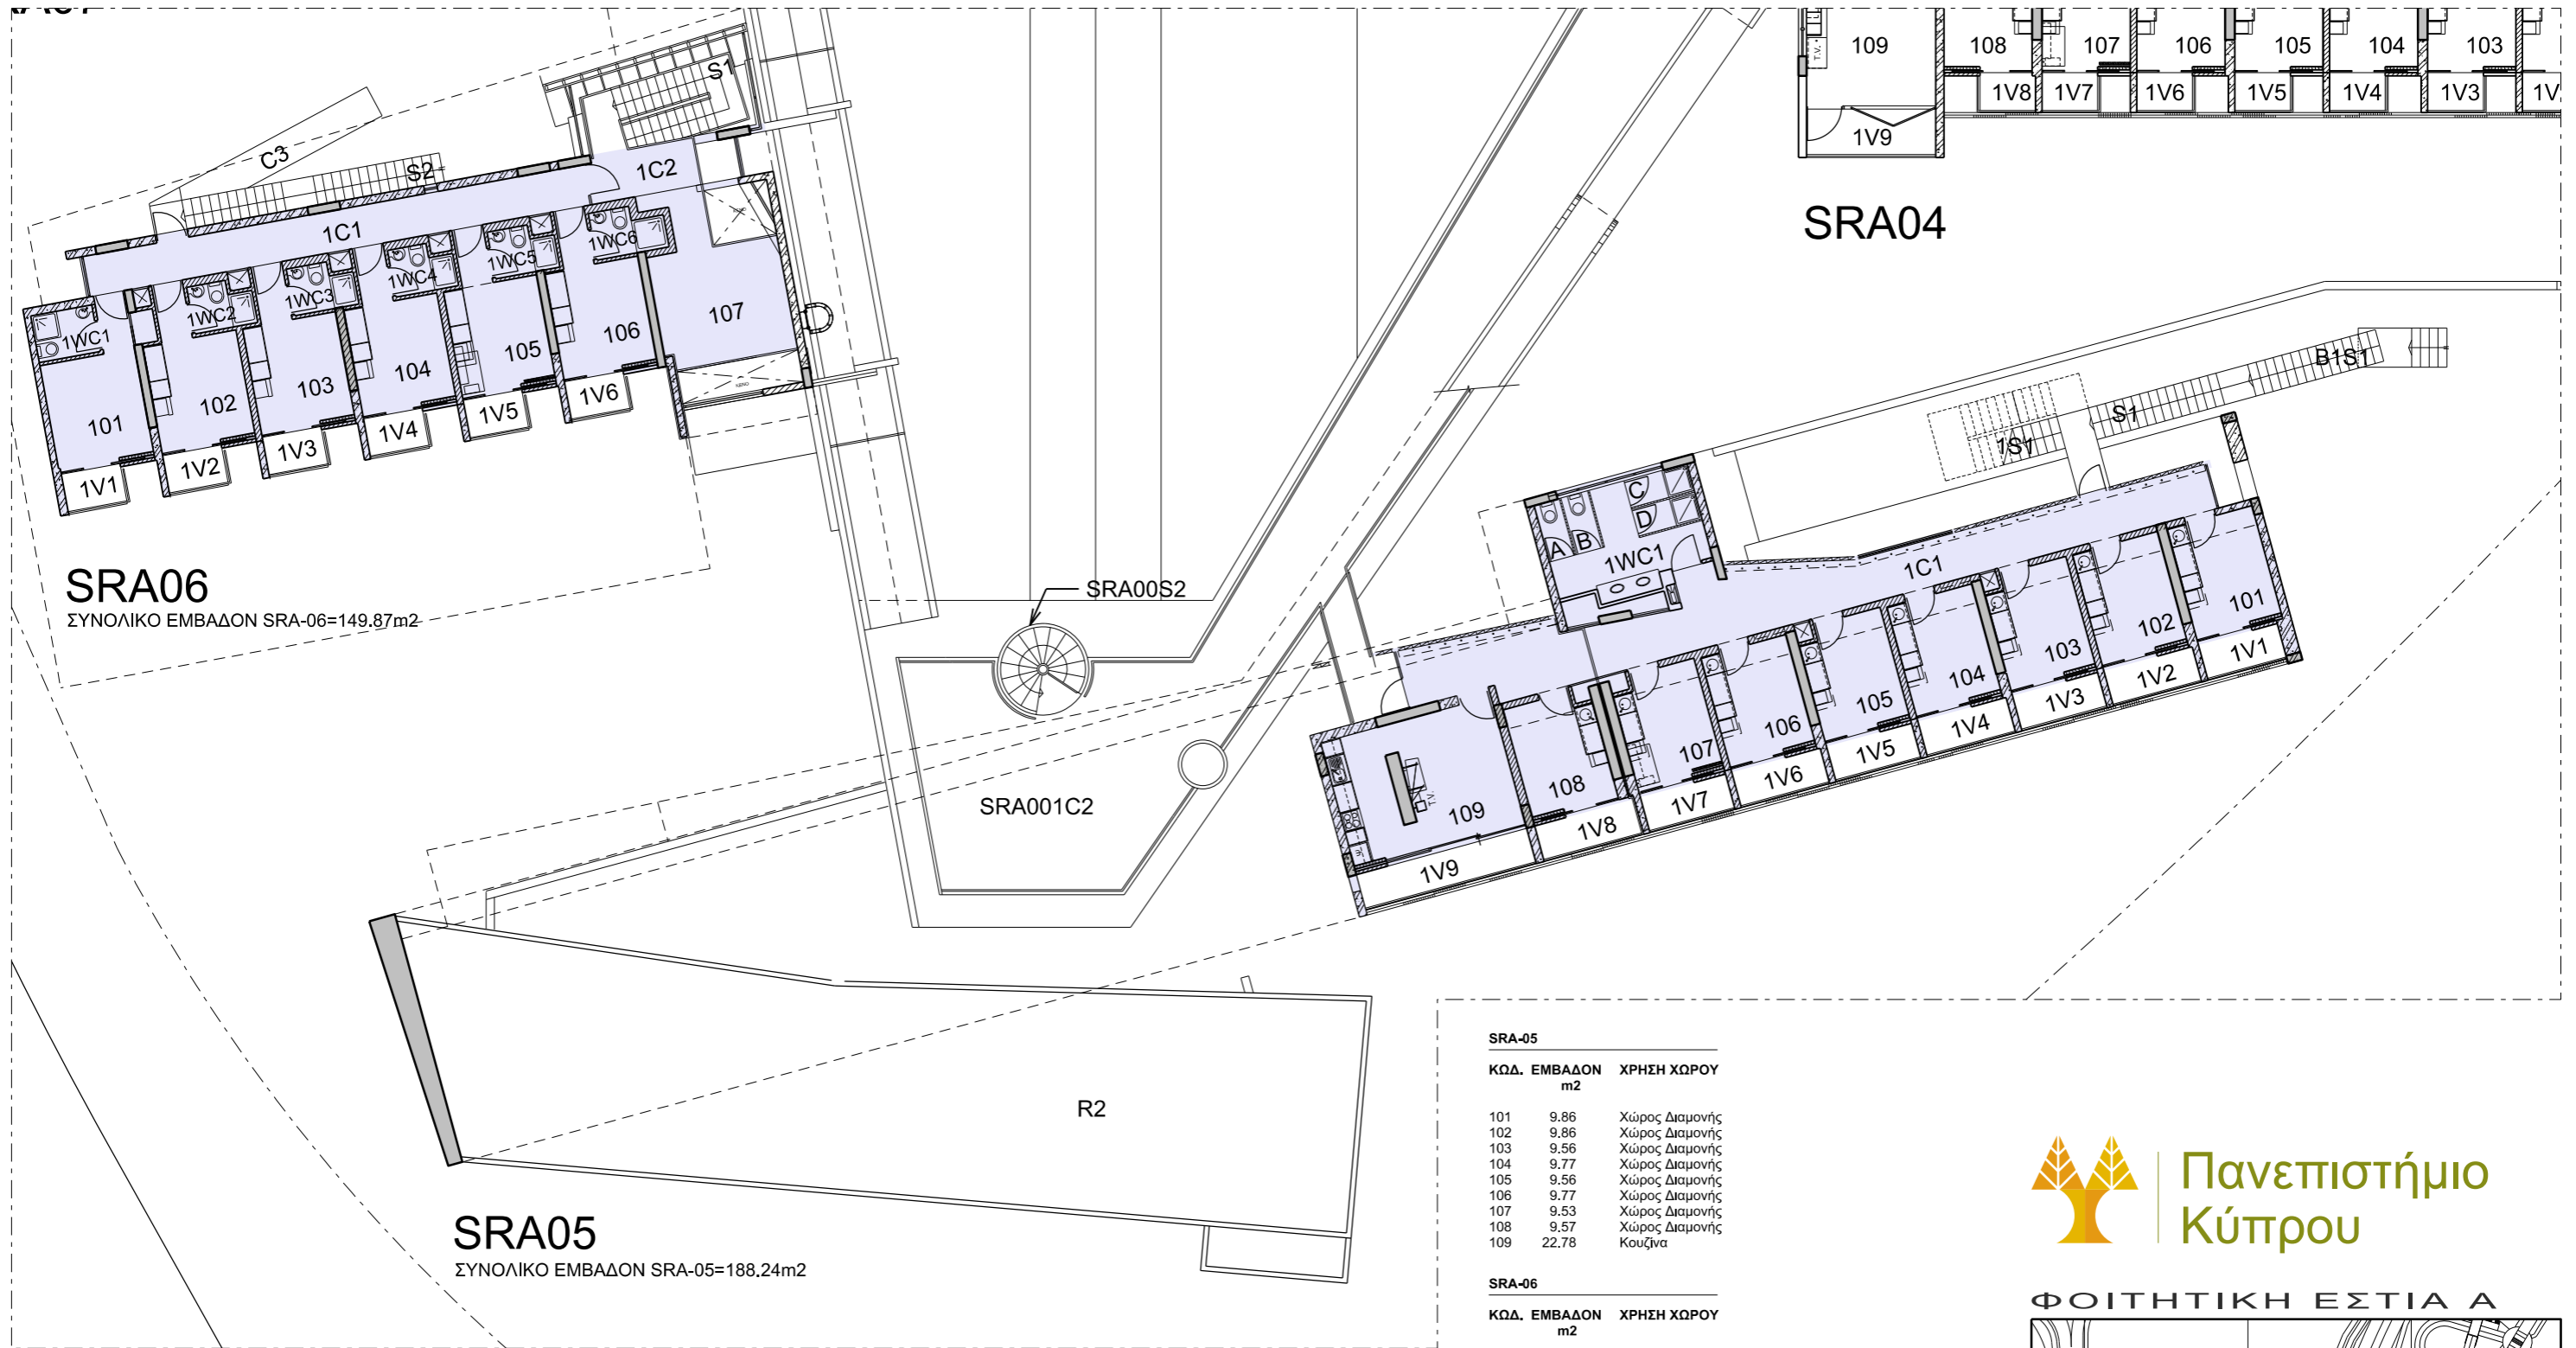 109
108
107
106
105
104
103
T.V.
1V8
1V7
1V6
1V5
1V4
1V3
1V
1V9
SRA04
S1
C3
S2
1C2
1C1
1WC6
1WC5
1WC4
1WC3
1WC2
1WC1
107
106
105
104
103
102
101
1V6
1V5
1V4
1V3
1V2
1V1
SRA06
ΣΥΝΟΛΙΚΟ ΕΜΒΑΔΟΝ SRA-06=149.87m2
SRA00S2
SRA001C2
B1S1
S1
1S1
C
D
A
B
1WC1
1C1
101
102
103
104
105
106
107
108
109
T.V.
1V1
1V2
1V3
1V4
1V5
1V6
1V7
1V8
1V9
R2
SRA05
ΣΥΝΟΛΙΚΟ ΕΜΒΑΔΟΝ SRA-05=188.24m2
SRA-05
ΚΩΔ. ΕΜΒΑΔΟΝ ΧΡΗΣΗ ΧΩΡΟΥ
m2
101 9.86 Χώρος Διαμονής
102 9.86 Χώρος Διαμονής
103 9.56 Χώρος Διαμονής
104 9.77 Χώρος Διαμονής
105 9.56 Χώρος Διαμονής
106 9.77 Χώρος Διαμονής
107 9.53 Χώρος Διαμονής
108 9.57 Χώρος Διαμονής
109 22.78 Κουζίνα
SRA-06
ΚΩΔ. ΕΜΒΑΔΟΝ ΧΡΗΣΗ ΧΩΡΟΥ
m2
Πανεπιστήμιο
Κύπρου
ΦΟΙΤΗΤΙΚΗ ΕΣΤΙΑ Α